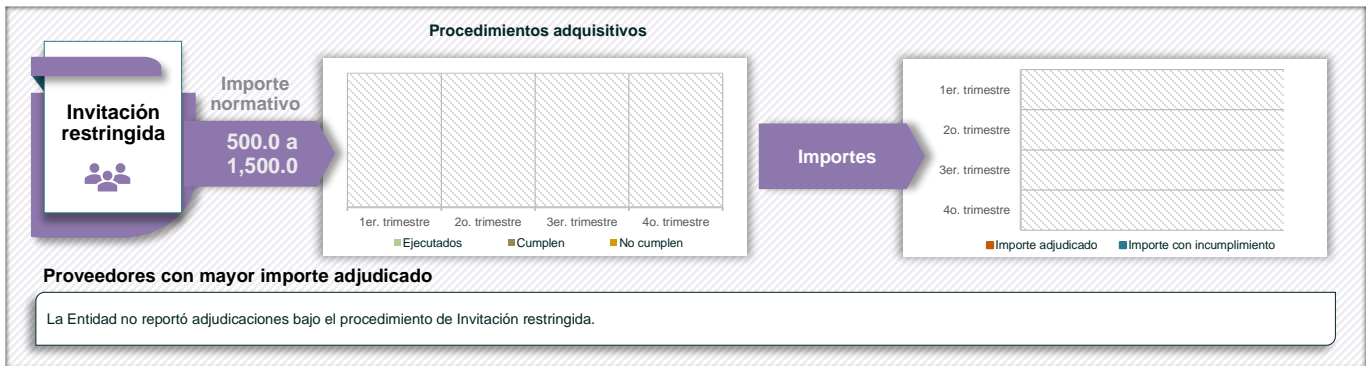 Procedimientos adquisitivos
Invitación
restringida
Importe
normativo
500.0 a
1,500.0
1er. trimestre
2o. trimestre
3er. trimestre
4o. trimestre
Ejecutados
Cumplen
No cumplen
Importes
1er. trimestre
2o. trimestre
3er. trimestre
4o. trimestre
Importe adjudicado
Importe con incumplimiento
Proveedores con mayor importe adjudicado
La Entidad no reportó adjudicaciones bajo el procedimiento de Invitación restringida.